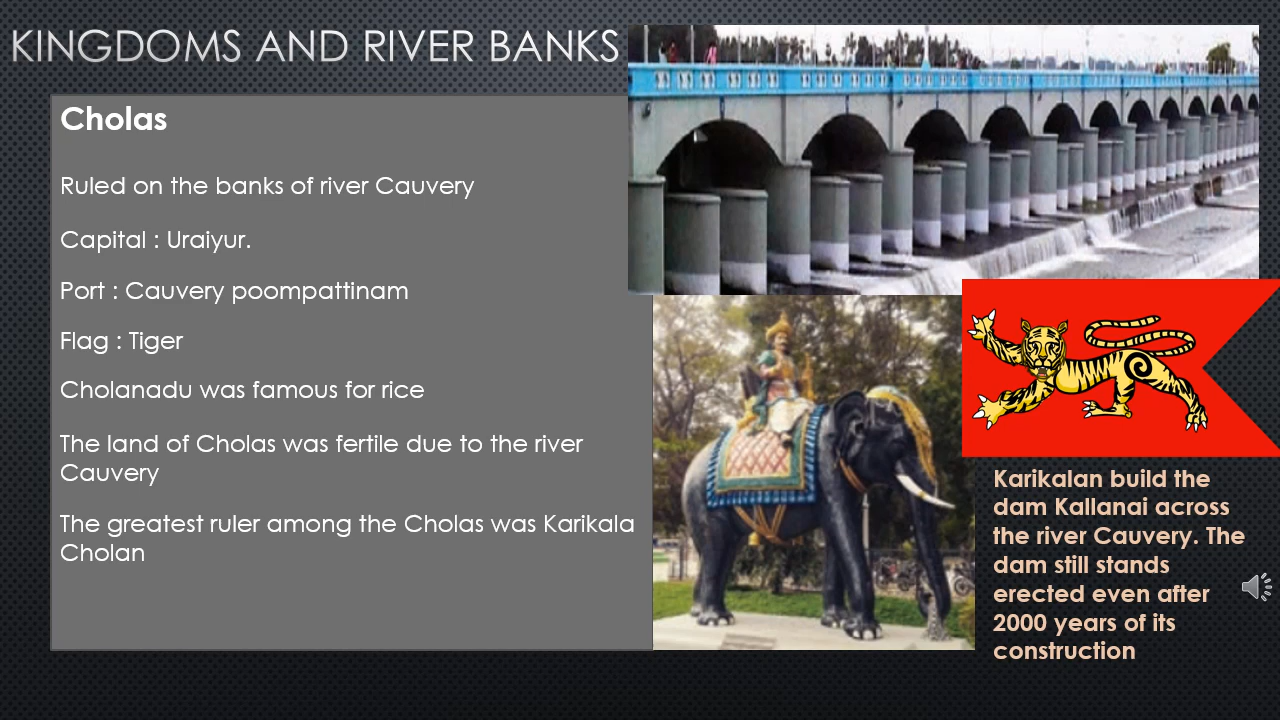 KINGDOMS AND RIVER BANKS
Cholas
Ruled on the banks of river Cauvery
Capital : Uraiyur.
Port : Cauvery poompattinam
Flag : Tiger
Cholanadu was famous for rice
The land of Cholas was fertile due to the river
Cauvery
The greatest ruler among the Cholas was Karikala
Cholan
Karikalan build the
dam Kallanai across
the river Cauvery. The
dam still stands
erected even after
2000 years of its
construction